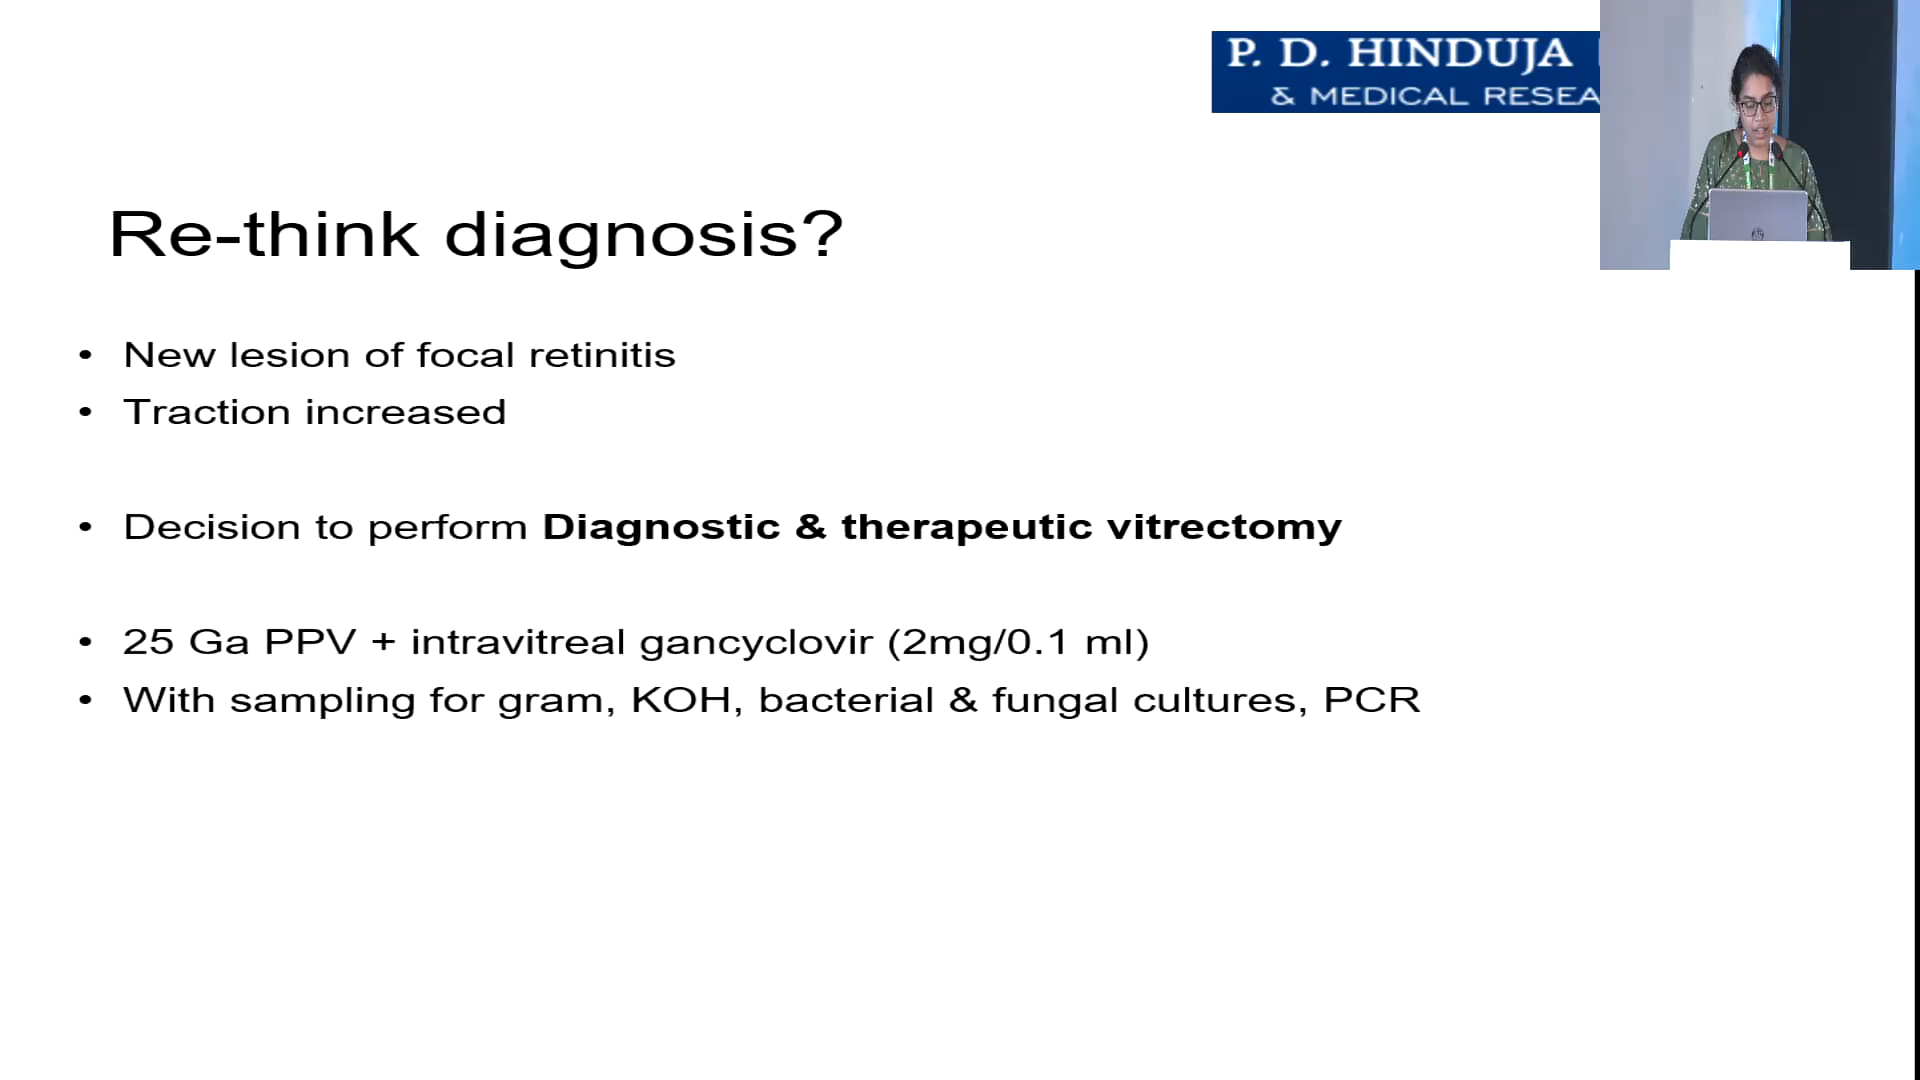 P. D. HINDUJA
& MEDICAL
Re-think diagnosis?
• New lesion of focal retinitis
• Traction increased
• Decision to perform Diagnostic & therapeutic vitrectomy
• 25 Ga PPV + intravitreal gancyclovir (2mg/0.1 ml)
• With sampling for gram, KOH, bacterial & fungal cultures, PCR